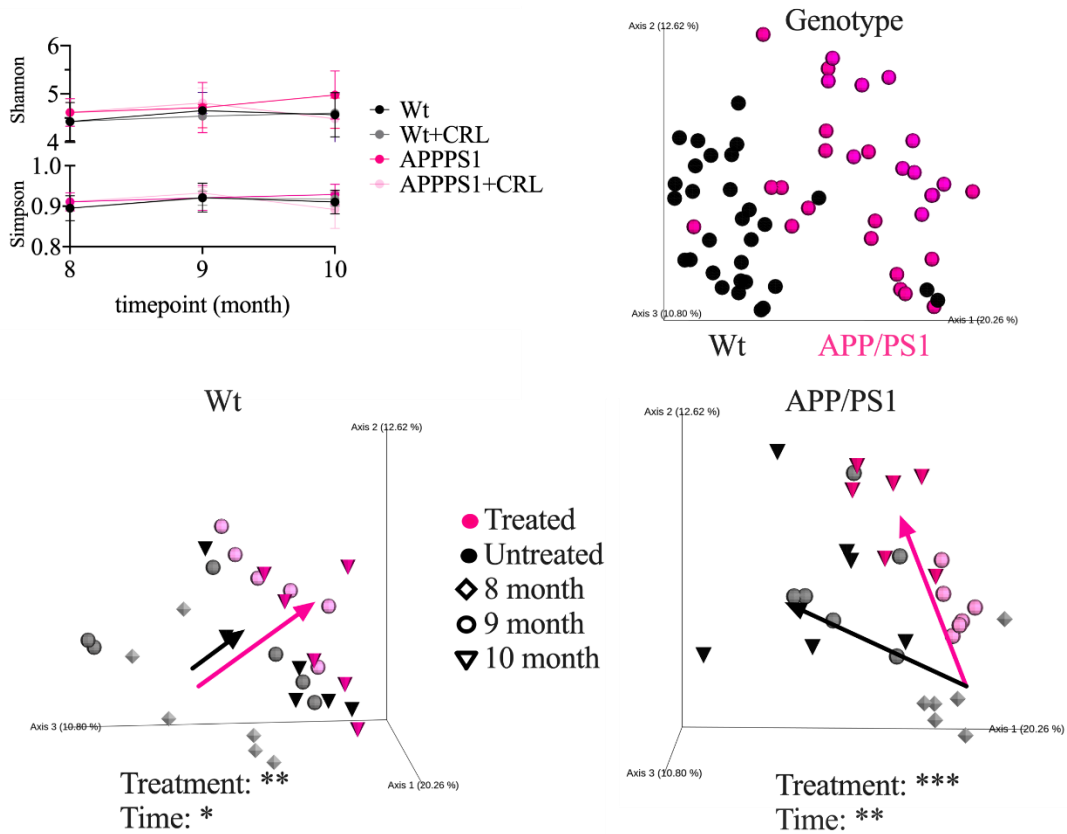 Shannon
6
5
4
Simpson
1.0
0.9
0.8
8
9
10
timepoint (month)
Wt
Wt+CRL
APPPS1
APPPS1+CRL
Axis 2 (12.62 %)
Genotype
Axis 3 (10.80 %)
Axis 1 (20.26 %)
Wt
APP/PS1
Wt
Axis 2 (12.62 %)
Axis 3 (10.80 %)
Axis 1 (20.26 %)
Treatment: **
Time: *
Treated
Untreated
8 month
9 month
10 month
APP/PS1
Axis 2 (12.62 %)
Axis 1 (20.26 %)
Axis 3 (10.80 %)
Treatment: ***
Time: **